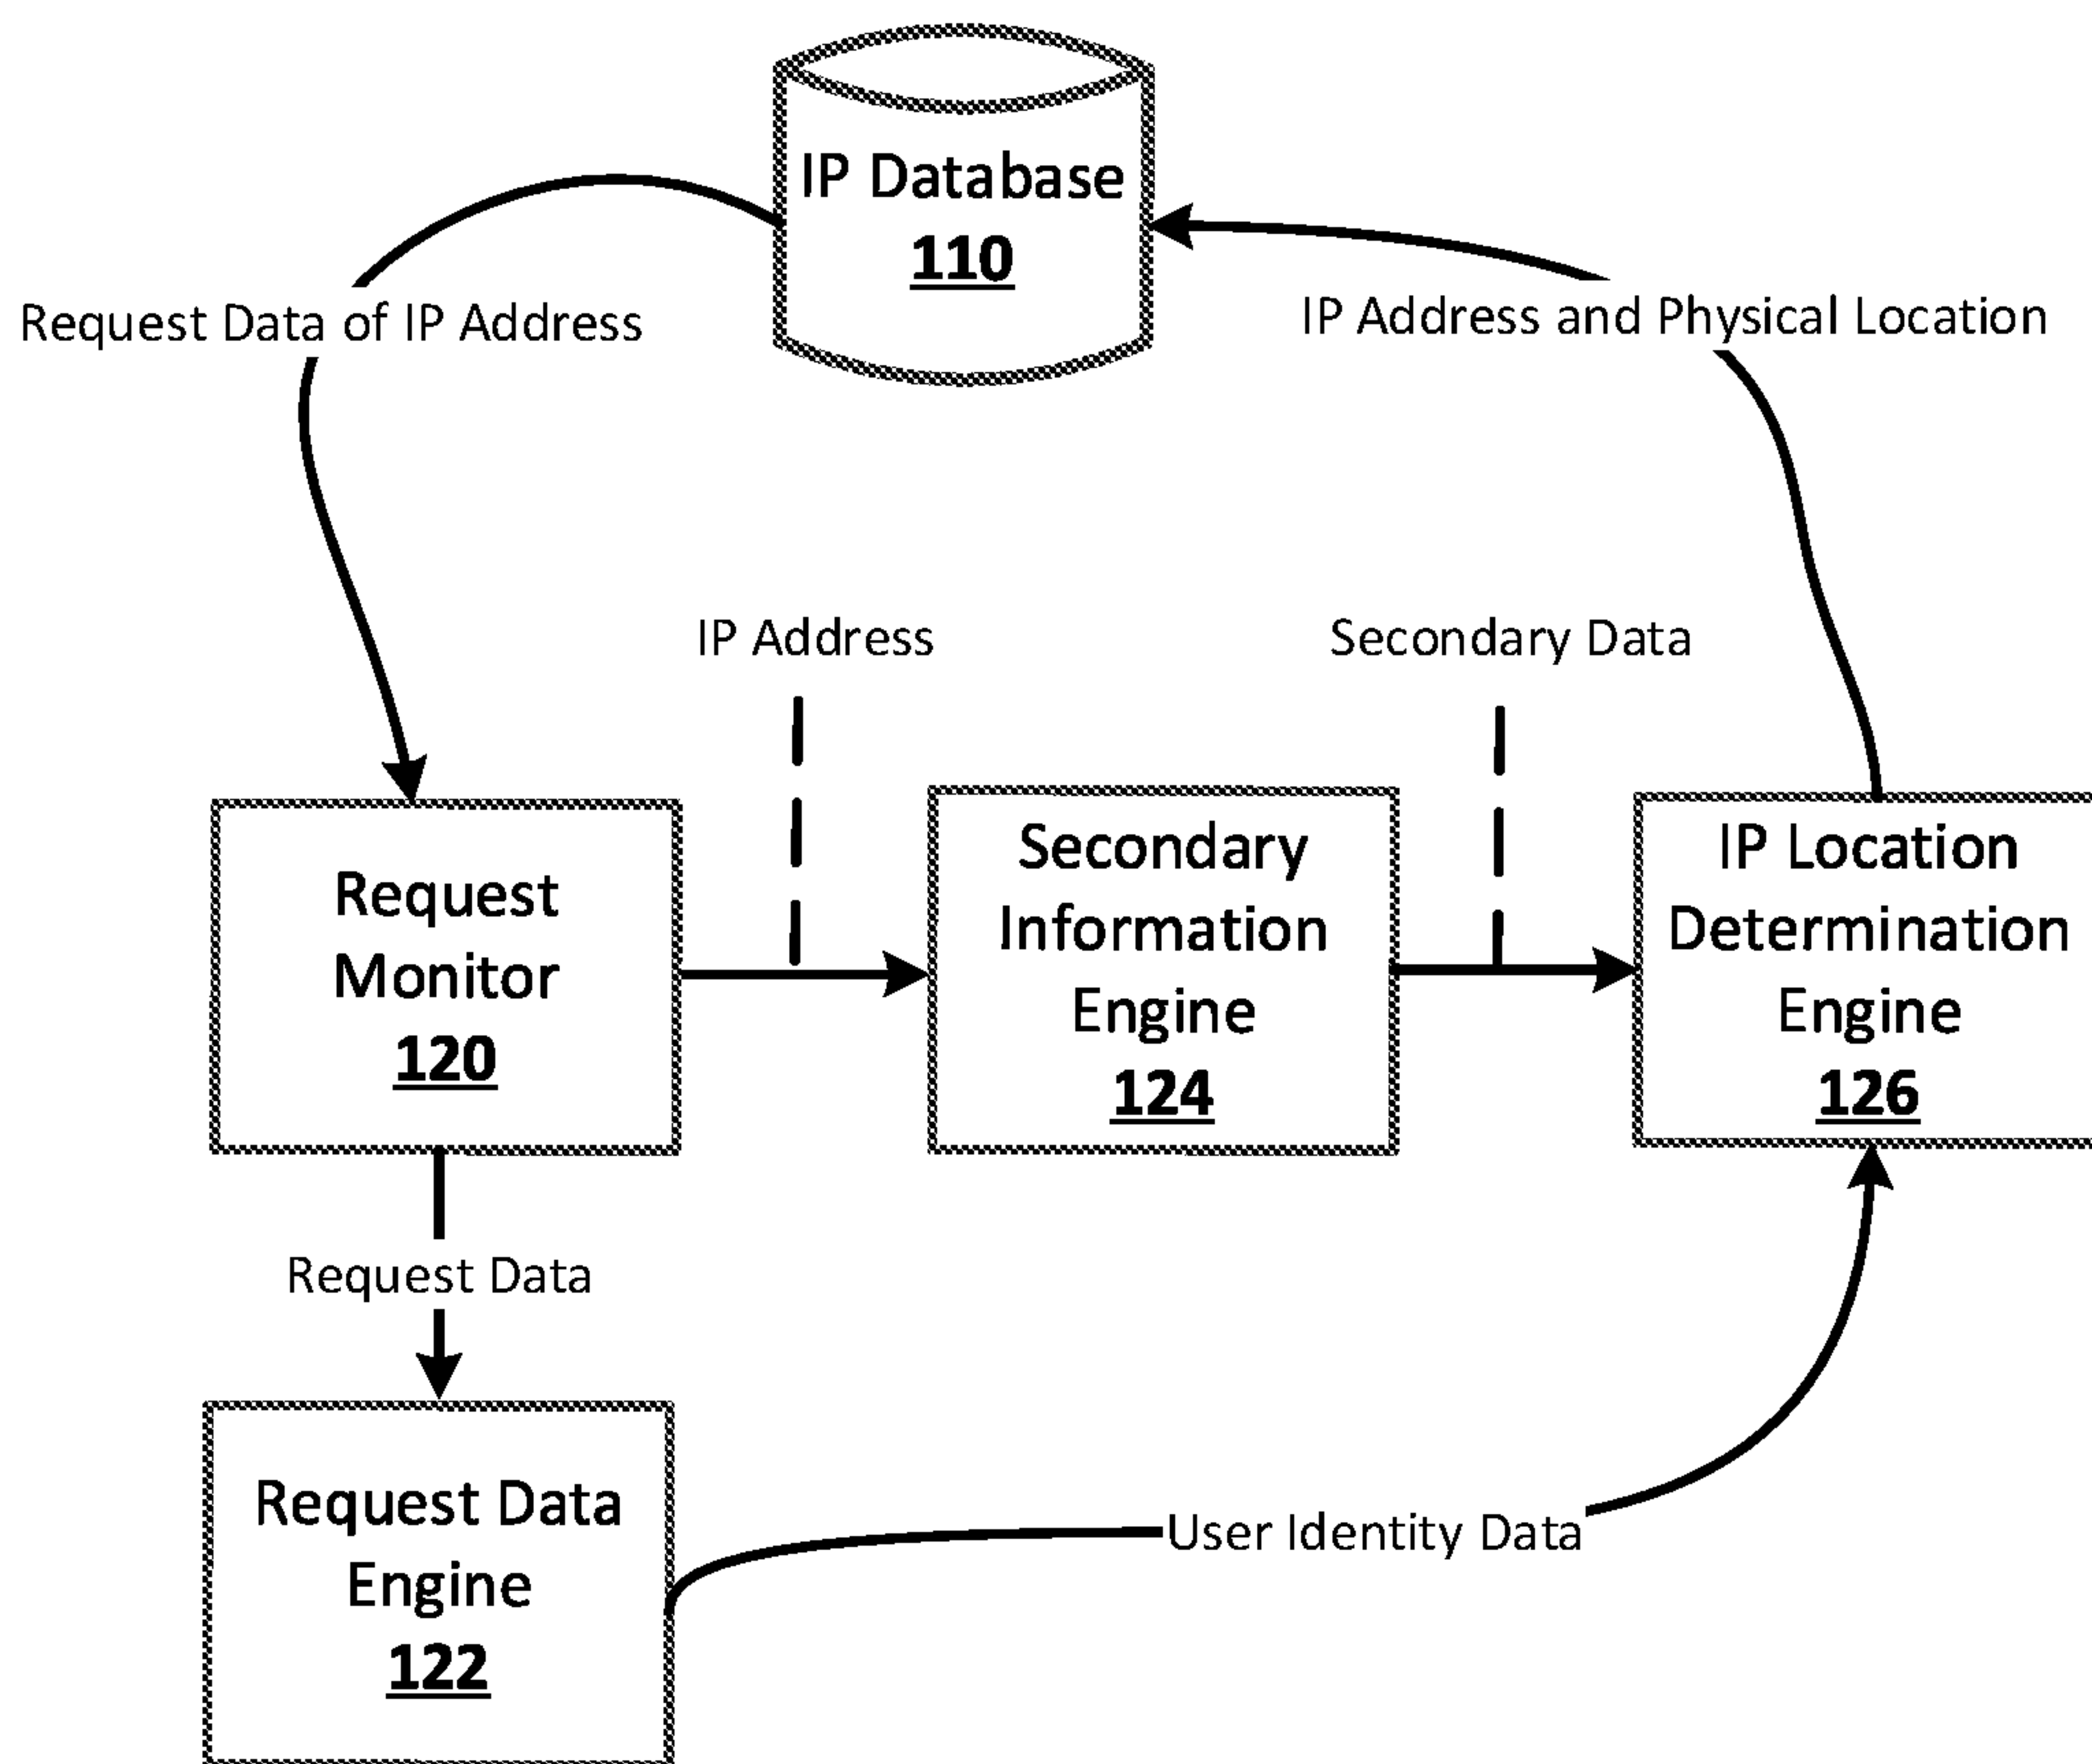 IP Database
110
Request Data of IP Address
IP Address and Physical Location
IP Address
Secondary Data
Request
Monitor
120
Secondary
Information
Engine
124
IP Location
Determination
Engine
126
Request Data
Request Data
Engine
122
User Identity Data